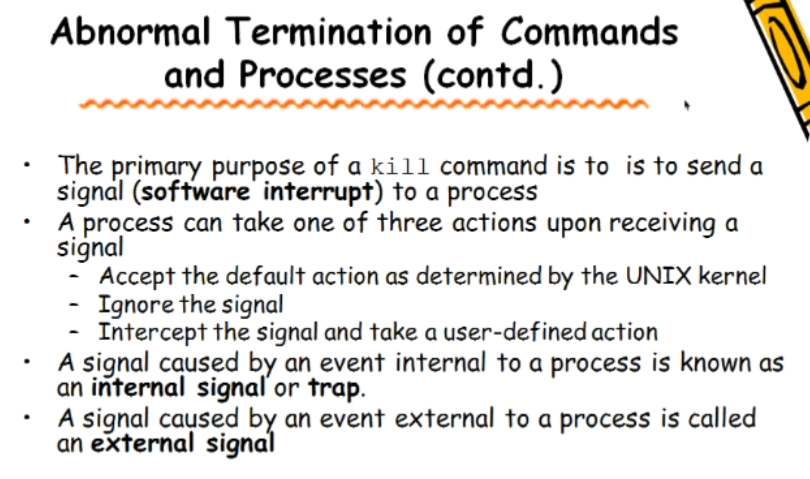 Abnormal Termination of Commands
and Processes (contd.)
• The primary purpose of a kill command is to is to send a
signal (software interrupt) to a process
• A process can take one of three actions upon receiving a
signal
- Accept the default action as determined by the UNIX kernel
- Ignore the signal
- Intercept the signal and take a user-defined action
• A signal caused by an event internal to a process is known as
an internal signal or trap.
• A signal caused by an event external to a process is called
an external signal